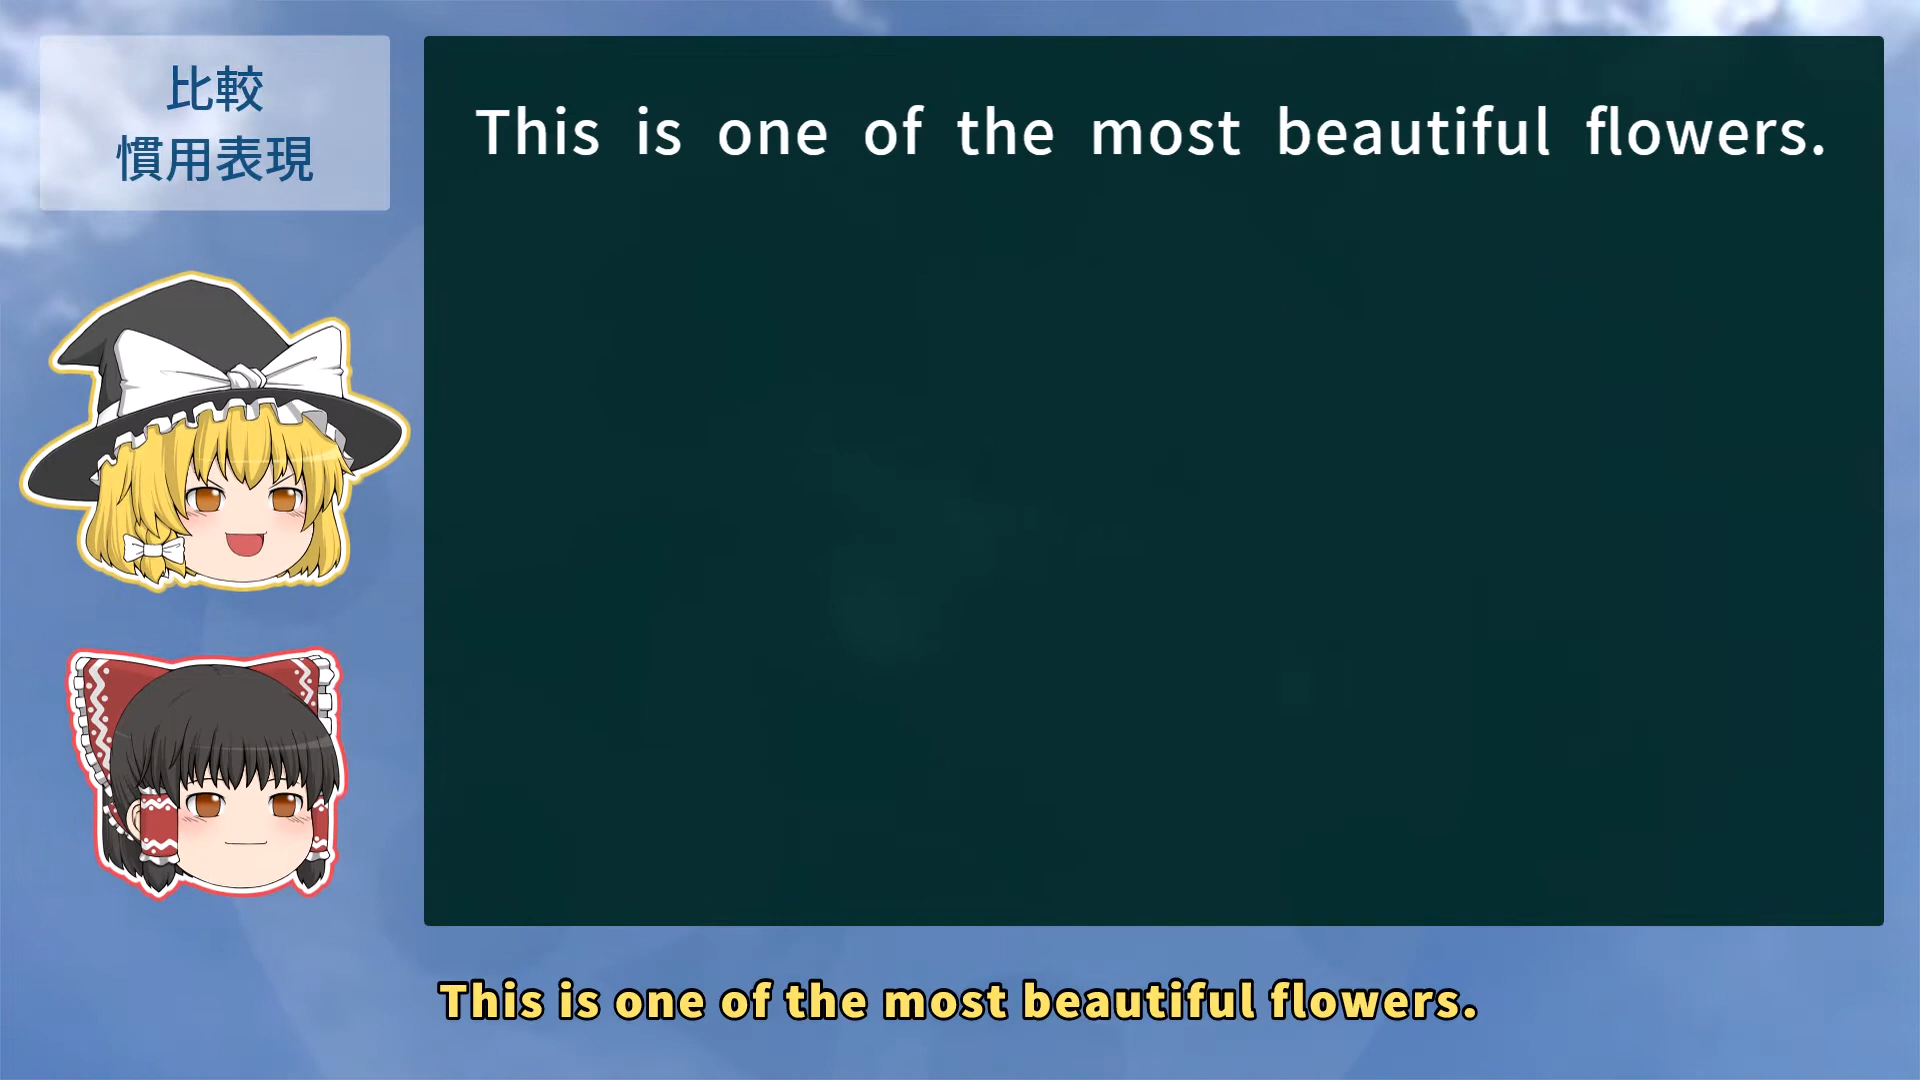 比較
慣用表現
This is one of the most beautiful flowers.
This is one of the most beautiful flowers.